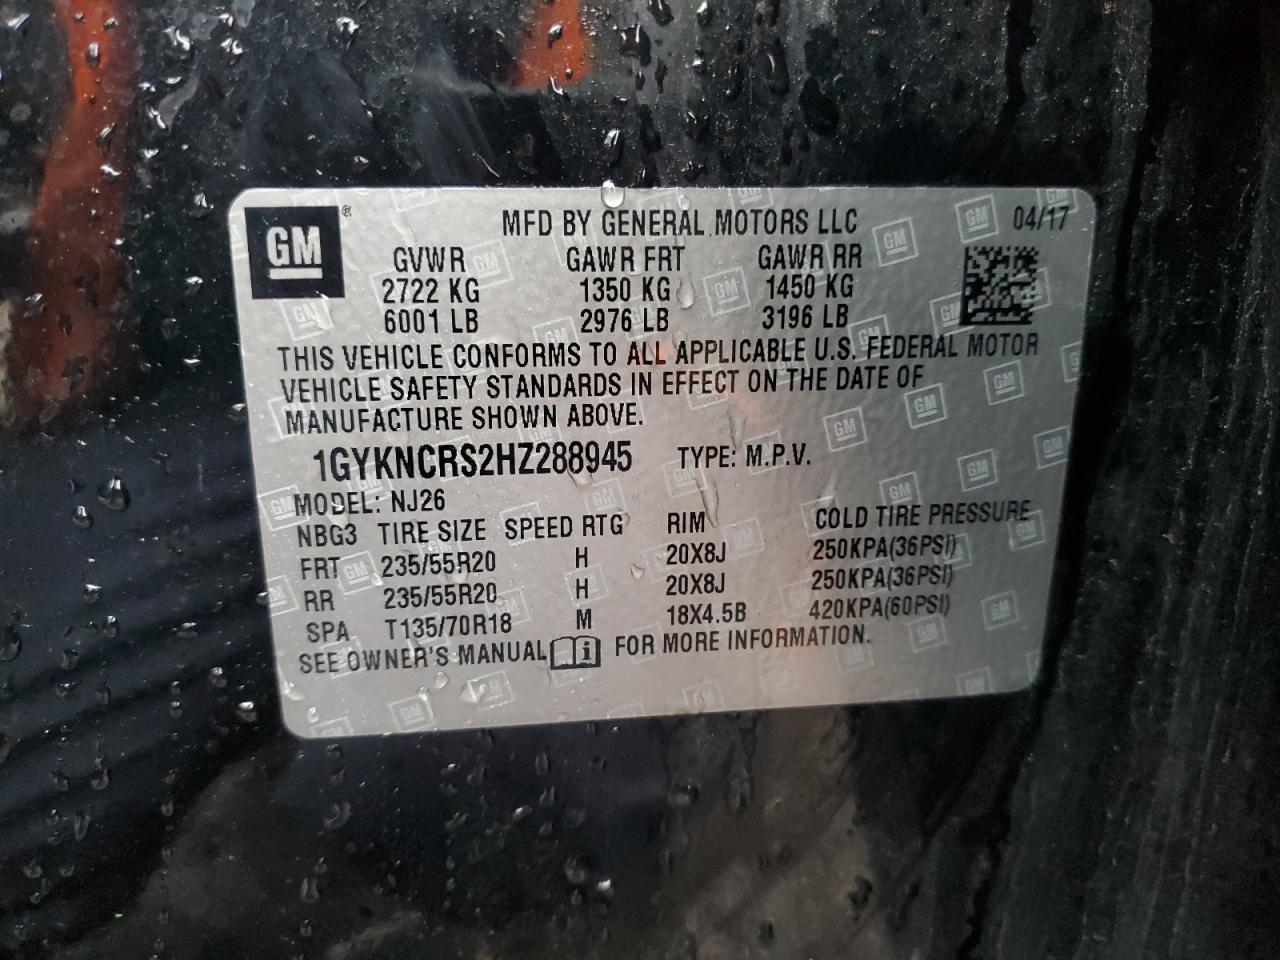 GM ® MFD BY GENERAL MOTORS LLC 04/17
GVWR GAWR FRT GAWR RR
2722 KG 1350 KG 1450 KG
6001 LB 2976 LB 3196 LB
THIS VEHICLE CONFORMS TO ALL APPLICABLE U.S. FEDERAL MOTOR
VEHICLE SAFETY STANDARDS IN EFFECT ON THE DATE OF
MANUFACTURE SHOWN ABOVE.
1GYKNCRS2HZ288945 TYPE: M.P.V.
MODEL: NJ26
NBG3 TIRE SIZE SPEED RTG RIM COLD TIRE PRESSURE
FRT 235/55R20 H 20X8J 250KPA(36PSI)
RR 235/55R20 H 20X8J 250KPA(36PSI)
SPA T135/70R18 M 18X4.5B 420KPA(60PSI)
SEE OWNER'S MANUAL i FOR MORE INFORMATION.